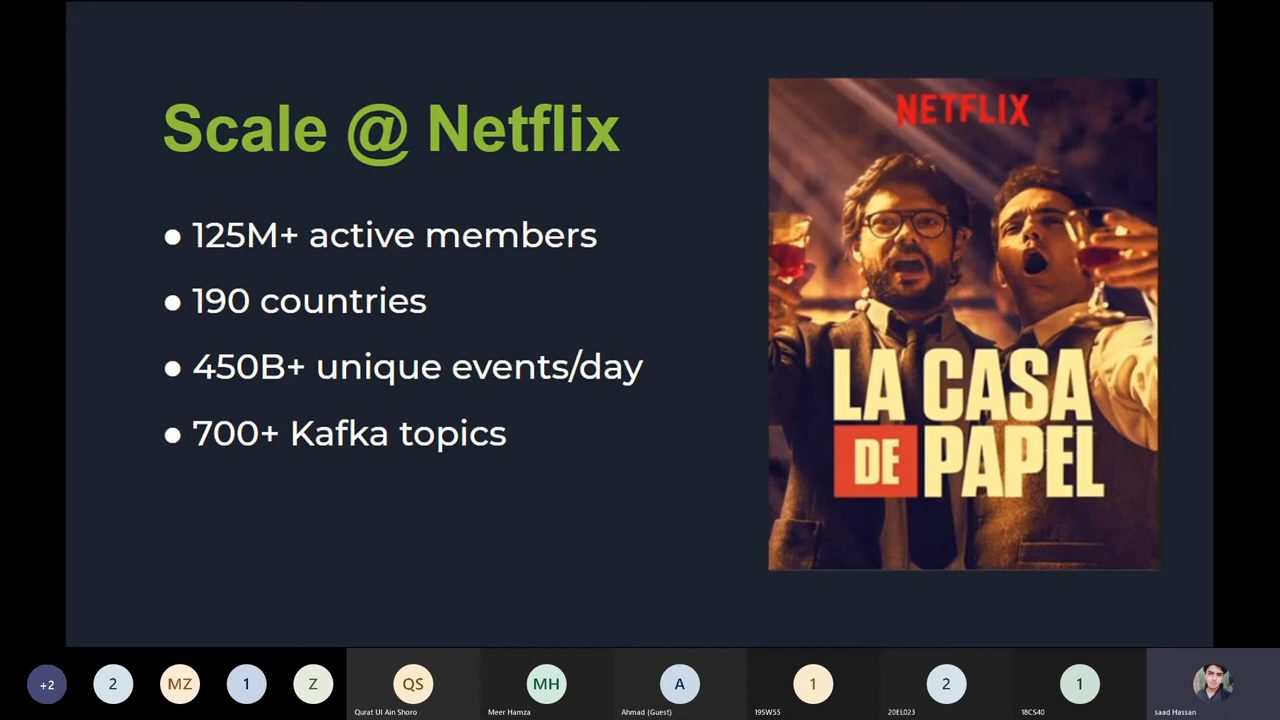 Scale @ Netflix
● 125M+ active members
● 190 countries
● 450B+ unique events/day
● 700+ Kafka topics
NETFLIX
LA CASA
DE PAPEL
+2
2
MZ
1
Z
QS
Qurat Ul Ain Shoro
MH
Meer Hamza
A
Ahmad (Guest)
1
19SW55
2
20EL023
1
18CS40
saad Hassan